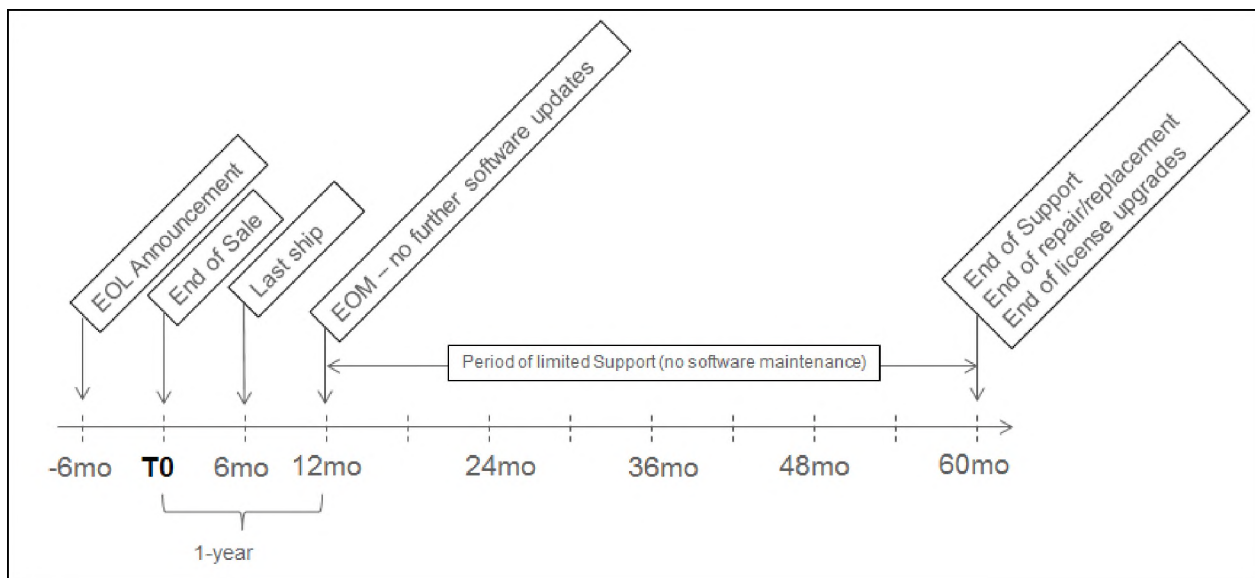 EOL Announcement
End of Sale
Last ship
EOM – no further software updates
End of Support
End of repair/replacement
End of license upgrades
Period of limited Support (no software maintenance)
-6mo T0 6mo 12mo 24mo 36mo 48mo 60mo
1-year